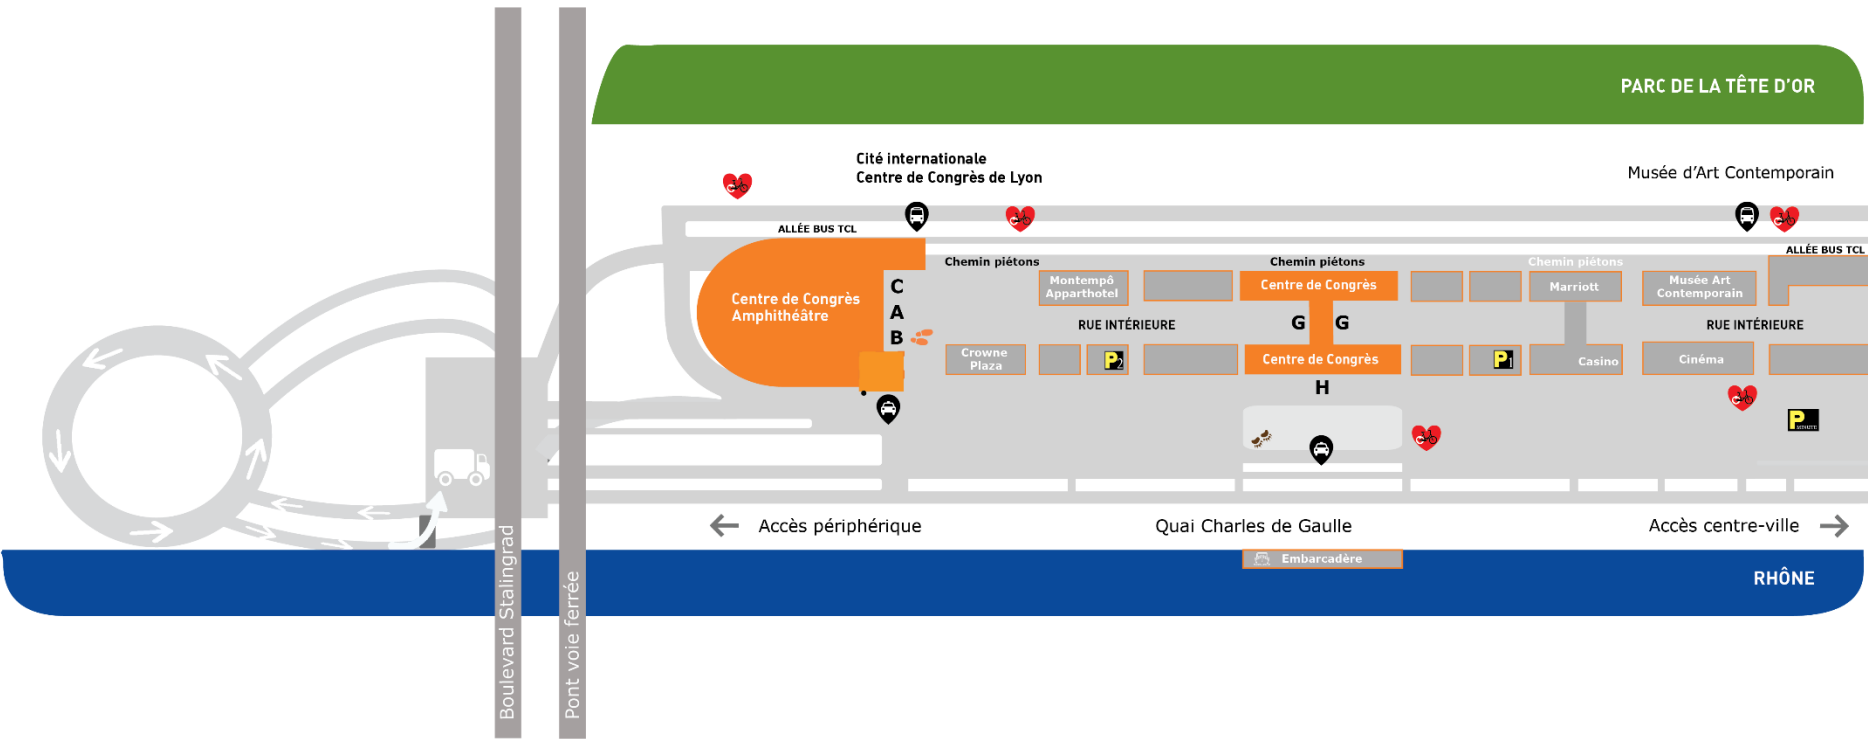 PARC DE LA TÊTE D'OR
Cité internationale
Centre de Congrès de Lyon
Musée d'Art Contemporain
ALLÉE BUS TCL
ALLÉE BUS TCL
Chemin piétons
Chemin piétons
Chemin piétons
Centre de Congrès
Amphithéâtre
C
A
B
Montempô
Apparthotel
Centre de Congrès
Marriott
Musée Art
Contemporain
RUE INTÉRIEURE
G
G
RUE INTÉRIEURE
Crowne
Plaza
P2
Centre de Congrès
P1
Casino
Cinéma
H
P MINUTE
Accès périphérique
Quai Charles de Gaulle
Accès centre-ville
Embarcadère
RHÔNE
Boulevard Stalingrad
Pont voie ferrée